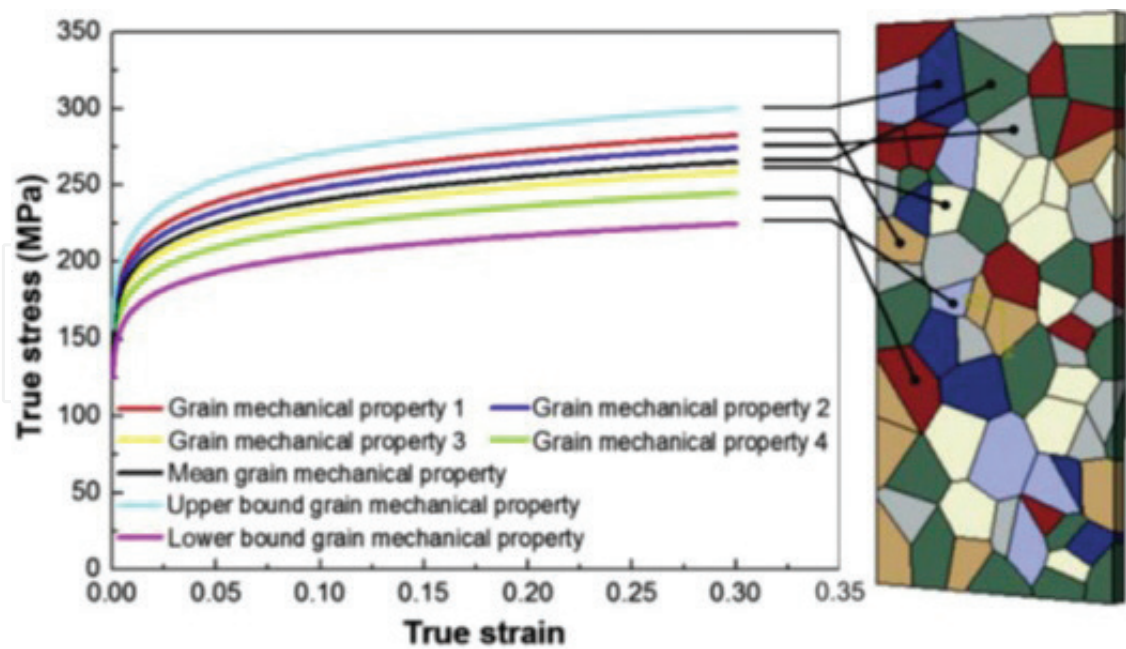 350
300
250
200
150
100
50
0
True stress (MPa)
Grain mechanical property 1
Grain mechanical property 2
Grain mechanical property 3
Grain mechanical property 4
Mean grain mechanical property
Upper bound grain mechanical property
Lower bound grain mechanical property
0.00 0.05 0.10 0.15 0.20 0.25 0.30 0.35
True strain